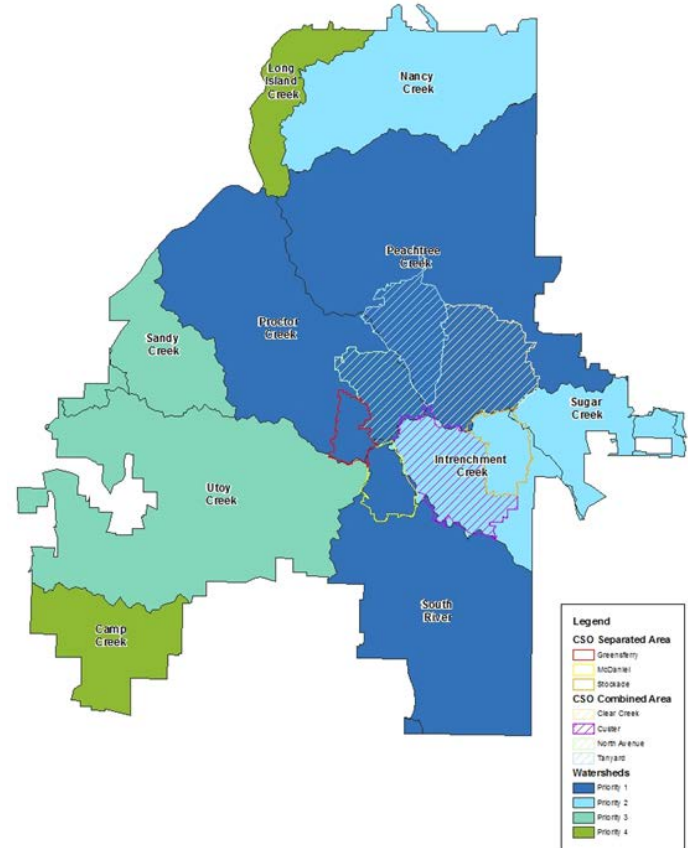 Long
Island
Creek
Nancy
Creek
Peachtree
Creek
Proctor
Creek
Sandy
Creek
Sugar
Creek
Intrenchment
Creek
Utoy
Creek
South
River
Camp
Creek
Legend
CSO Separated Area
Greensferry
McDaniel
Stockade
CSO Combined Area
Clear Creek
Custer
North Avenue
Tanyard
Watersheds
Priority 1
Priority 2
Priority 3
Priority 4